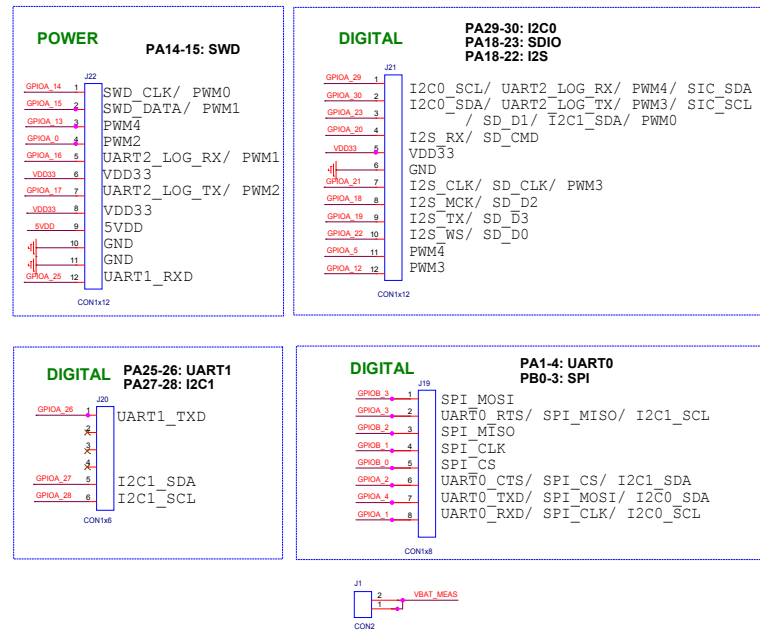 POWER
PA14-15: SWD
J22
GPIOA_14 1 SWD_CLK/ PWM0
GPIOA_15 2 SWD_DATA/ PWM1
GPIOA_13 3 PWM4
GPIOA_0 4 PWM2
GPIOA_16 5 UART2_LOG_RX/ PWM1
VDD33 6 VDD33
GPIOA_17 7 UART2_LOG_TX/ PWM2
VDD33 8 VDD33
5VDD 9 5VDD
10 GND
11 GND
GPIOA_25 12 UART1_RXD
CON1x12
DIGITAL
PA29-30: I2C0
PA18-23: SDIO
PA18-22: I2S
J21
GPIOA_29 1 I2C0_SCL/ UART2_LOG_RX/ PWM4/ SIC_SDA
GPIOA_30 2 I2C0_SDA/ UART2_LOG_TX/ PWM3/ SIC_SCL
GPIOA_23 3 / SD_D1/ I2C1_SDA/ PWM0
GPIOA_20 4 I2S_RX/ SD_CMD
VDD33 5 VDD33
6 GND
GPIOA_21 7 I2S_CLK/ SD_CLK/ PWM3
GPIOA_18 8 I2S_MCK/ SD_D2
GPIOA_19 9 I2S_TX/ SD_D3
GPIOA_22 10 I2S_WS/ SD_D0
GPIOA_5 11 PWM4
GPIOA_12 12 PWM3
CON1x12
DIGITAL
PA25-26: UART1
PA27-28: I2C1
J20
GPIOA_26 1 UART1_TXD
2
3
4
GPIOA_27 5 I2C1_SDA
GPIOA_28 6 I2C1_SCL
CON1x6
DIGITAL
PA1-4: UART0
PB0-3: SPI
J19
GPIOB_3 1 SPI_MOSI
GPIOA_3 2 UART0_RTS/ SPI_MISO/ I2C1_SCL
GPIOB_2 3 SPI_MISO
GPIOB_1 4 SPI_CLK
GPIOB_0 5 SPI_CS
GPIOA_2 6 UART0_CTS/ SPI_CS/ I2C1_SDA
GPIOA_4 7 UART0_TXD/ SPI_MOSI/ I2C0_SDA
GPIOA_1 8 UART0_RXD/ SPI_CLK/ I2C0_SCL
CON1x8
J1
2 VBAT_MEAS
1
CON2